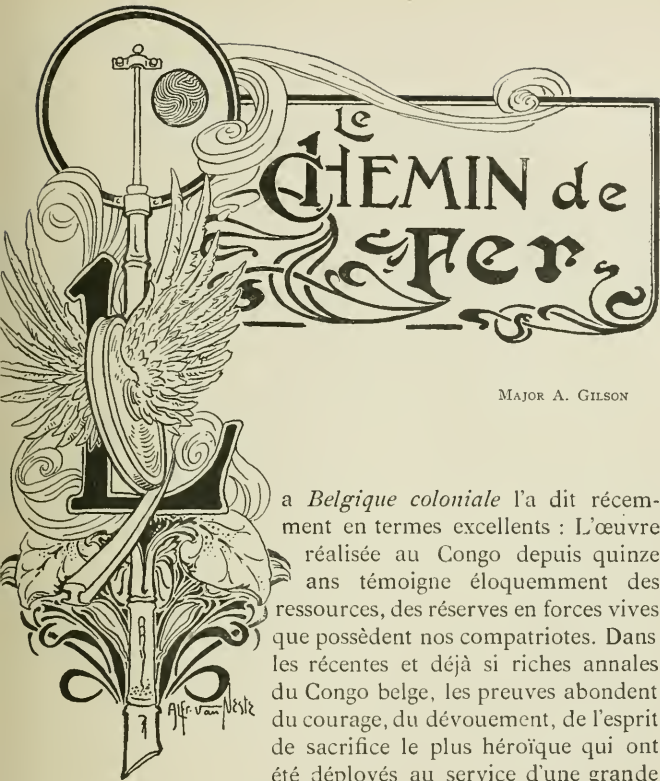 Le
CHEMIN de
Fer
MAJOR A. GILSON
L
a Belgique coloniale l'a dit récem-
ment en termes excellents : L'œuvre
réalisée au Congo depuis quinze
ans témoigne éloquemment des
ressources, des réserves en forces vives
que possèdent nos compatriotes. Dans
les récentes et déjà si riches annales
du Congo belge, les preuves abondent
du courage, du dévouement, de l'esprit
de sacrifice le plus héroïque qui ont
été déployés au service d'une grande
Alfr. Van Neste